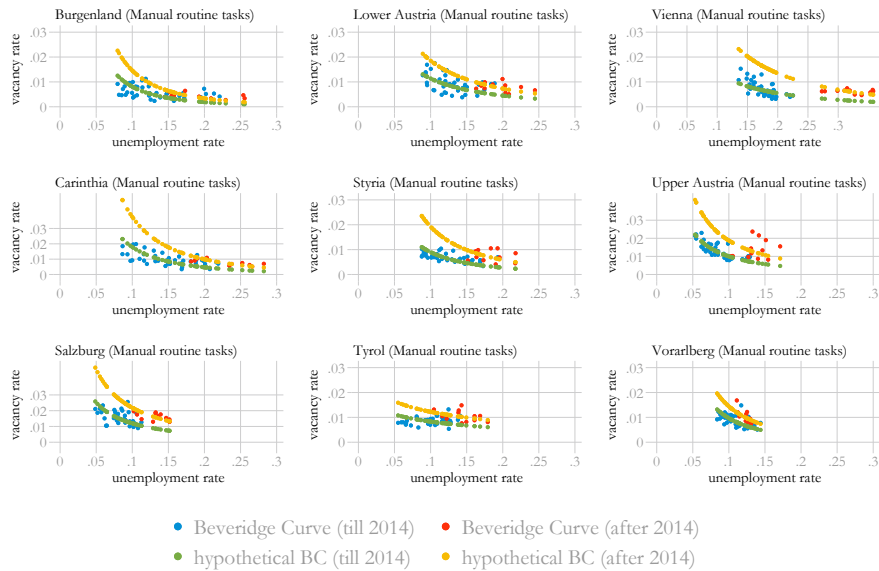 Burgenland (Manual routine tasks)
Lower Austria (Manual routine tasks)
Vienna (Manual routine tasks)
vacancy rate
.03
.02
.01
0
vacancy rate
.03
.02
.01
0
vacancy rate
.03
.02
.01
0
0 .05 .1 .15 .2 .25 .3
0 .05 .1 .15 .2 .25 .3
0 .05 .1 .15 .2 .25 .3
unemployment rate
unemployment rate
unemployment rate
Carinthia (Manual routine tasks)
Styria (Manual routine tasks)
Upper Austria (Manual routine tasks)
vacancy rate
.03
.02
.01
0
vacancy rate
.03
.02
.01
0
vacancy rate
.03
.02
.01
0
0 .05 .1 .15 .2 .25 .3
0 .05 .1 .15 .2 .25 .3
0 .05 .1 .15 .2 .25 .3
unemployment rate
unemployment rate
unemployment rate
Salzburg (Manual routine tasks)
Tyrol (Manual routine tasks)
Vorarlberg (Manual routine tasks)
vacancy rate
.03
.02
.01
0
vacancy rate
.03
.02
.01
0
vacancy rate
.03
.02
.01
0
0 .05 .1 .15 .2 .25 .3
0 .05 .1 .15 .2 .25 .3
0 .05 .1 .15 .2 .25 .3
unemployment rate
unemployment rate
unemployment rate
Beveridge Curve (till 2014)
Beveridge Curve (after 2014)
hypothetical BC (till 2014)
hypothetical BC (after 2014)